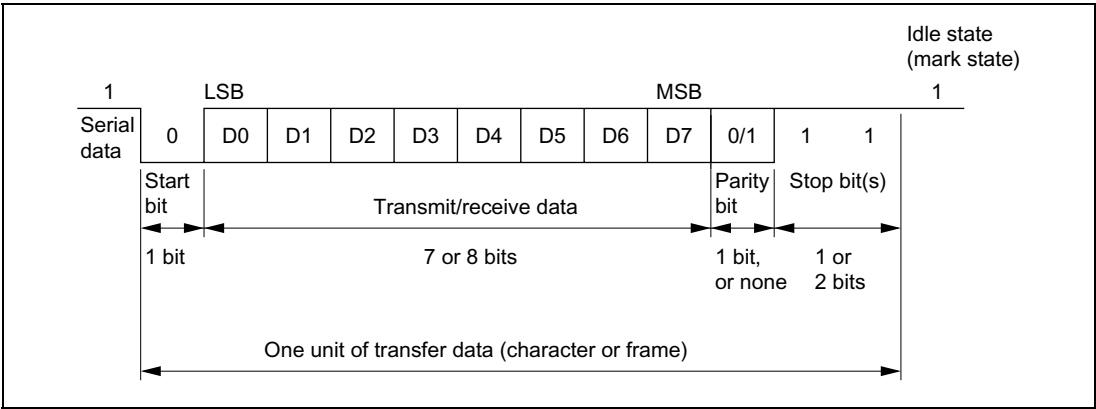 Idle state
(mark state)
1 LSB MSB 1
Serial
data
0 D0 D1 D2 D3 D4 D5 D6 D7 0/1 1 1
Start
bit
Transmit/receive data
Parity
bit
Stop bit(s)
1 bit
7 or 8 bits
1 bit,
or none
1 or
2 bits
One unit of transfer data (character or frame)